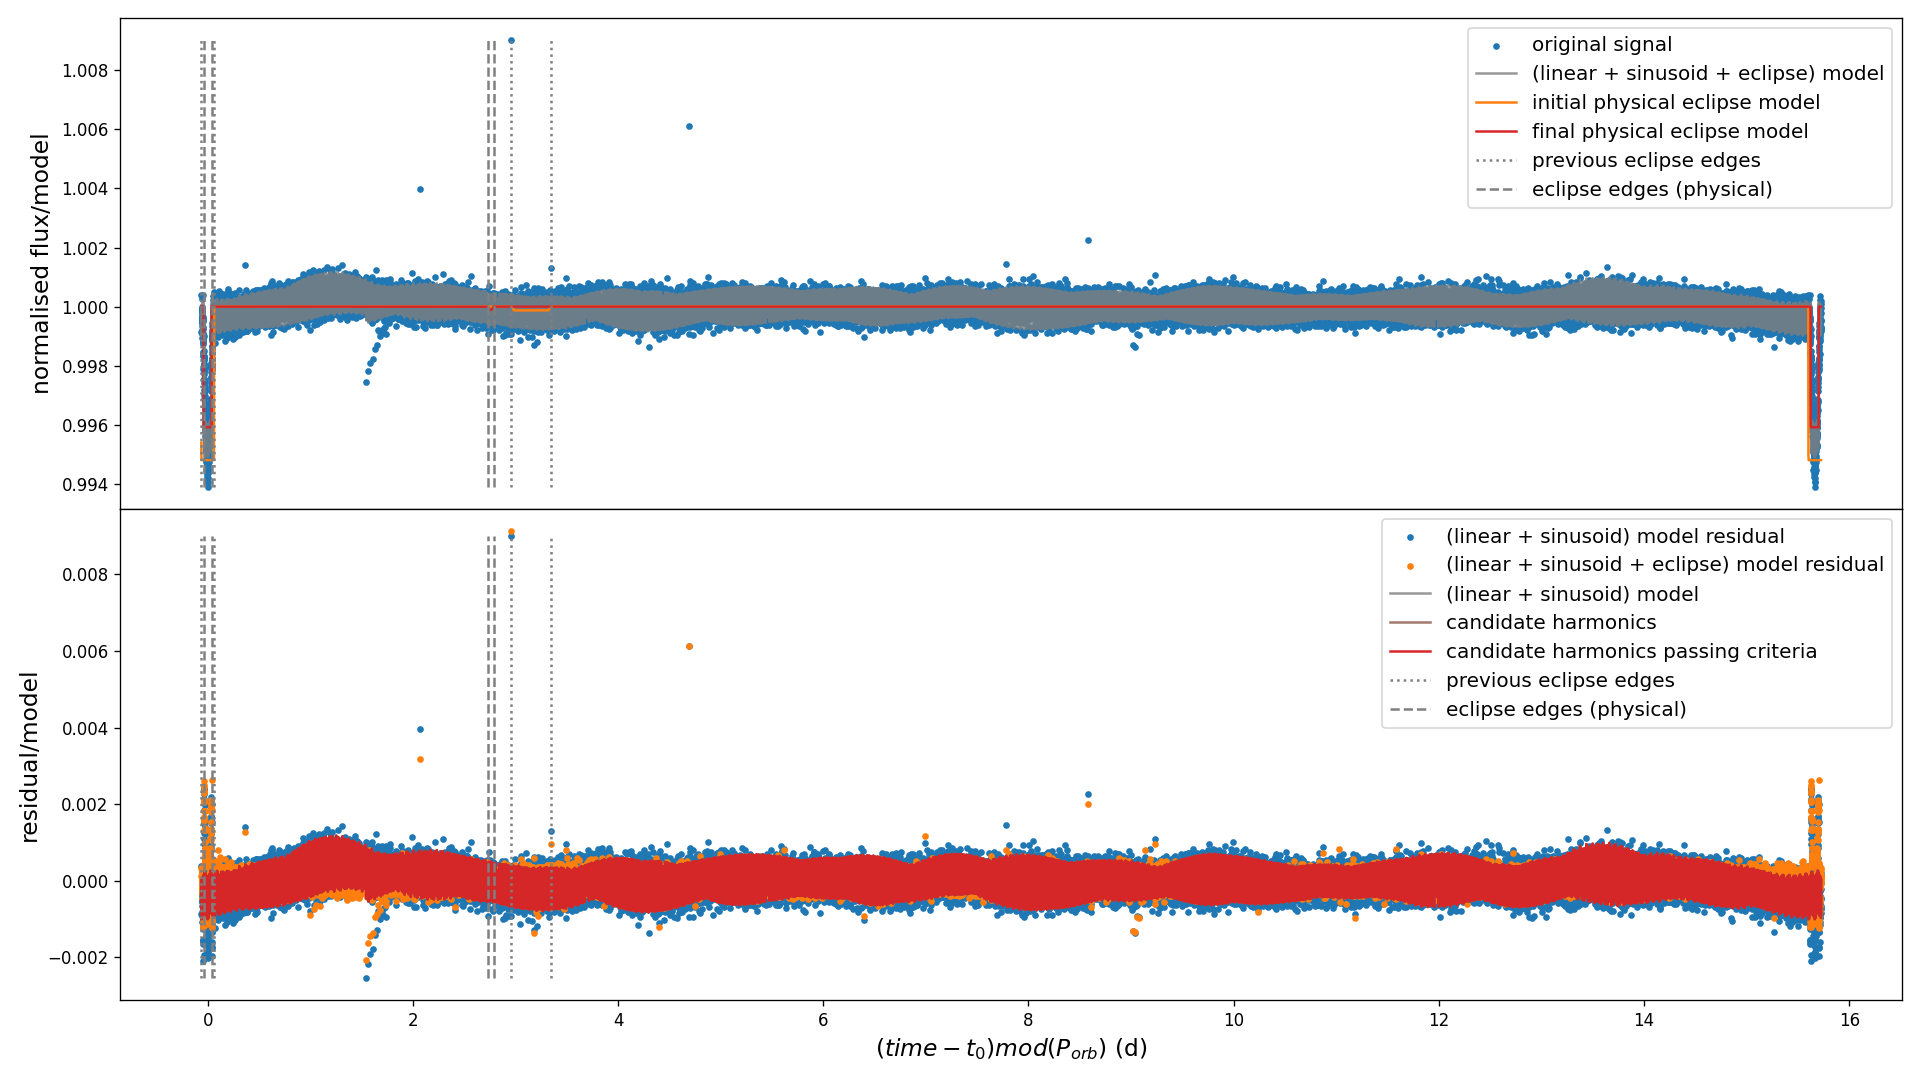 normalised flux/model
1.008
1.006
1.004
1.002
1.000
0.998
0.996
0.994
original signal
(linear + sinusoid + eclipse) model
initial physical eclipse model
final physical eclipse model
previous eclipse edges
eclipse edges (physical)
residual/model
0.008
0.006
0.004
0.002
0.000
−0.002
(linear + sinusoid) model residual
(linear + sinusoid + eclipse) model residual
(linear + sinusoid) model
candidate harmonics
candidate harmonics passing criteria
previous eclipse edges
eclipse edges (physical)
0 2 4 6 8 10 12 14 16
(time − t₀)mod(P_orb) (d)